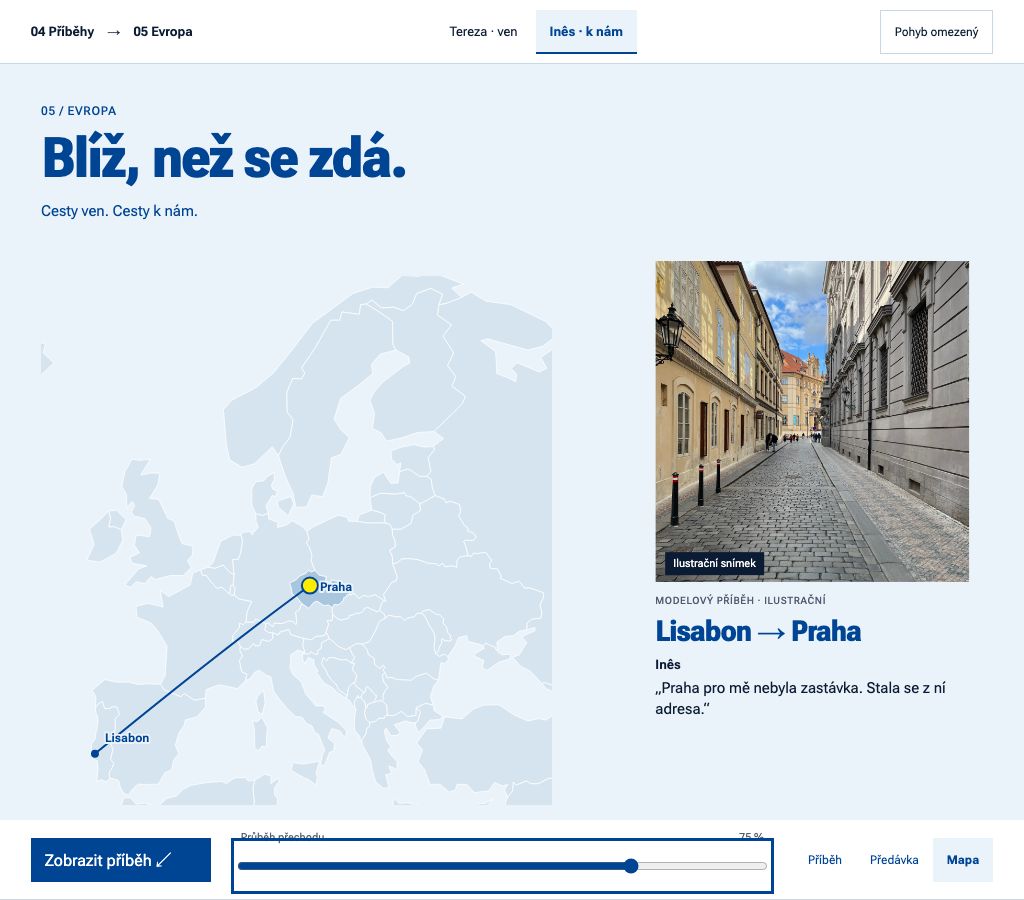 04 Příběhy → 05 Evropa
Tereza · ven
Inês · k nám
Pohyb omezený
05 / EVROPA
Blíž, než se zdá.
Cesty ven. Cesty k nám.
Praha
Lisabon
Ilustrační snímek
MODELOVÝ PŘÍBĚH · ILUSTRAČNÍ
Lisabon → Praha
Inês
„Praha pro mě nebyla zastávka. Stala se z ní
adresa.“
Zobrazit příběh ↙
Průběh přechodu
75 %
Příběh
Předávka
Mapa